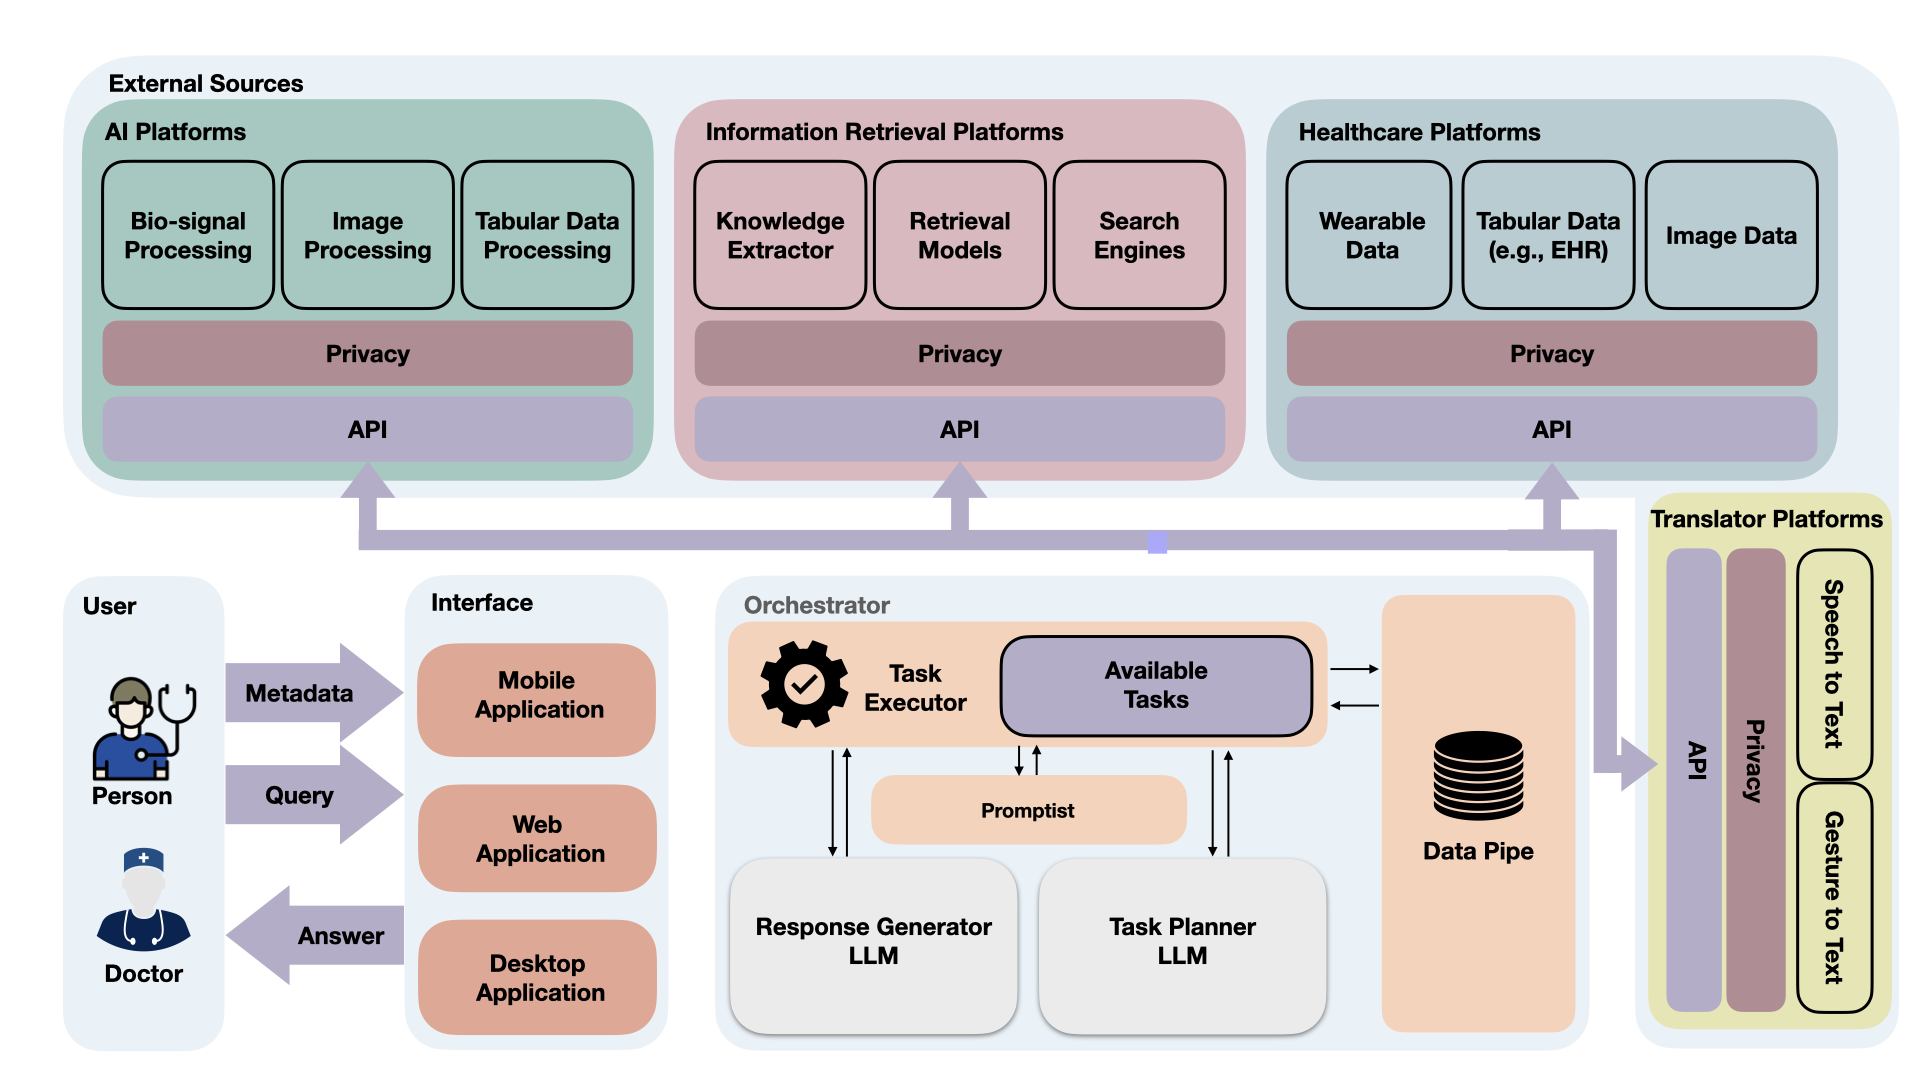 External Sources
AI Platforms
Bio-signal
Processing
Image
Processing
Tabular Data
Processing
Privacy
API
Information Retrieval Platforms
Knowledge
Extractor
Retrieval
Models
Search
Engines
Privacy
API
Healthcare Platforms
Wearable
Data
Tabular Data
(e.g., EHR)
Image Data
Privacy
API
Translator Platforms
API
Privacy
Speech to Text
Gesture to Text
User
Person
Doctor
Metadata
Query
Answer
Interface
Mobile
Application
Web
Application
Desktop
Application
Orchestrator
Task
Executor
Available
Tasks
Promptist
Response Generator
LLM
Task Planner
LLM
Data Pipe